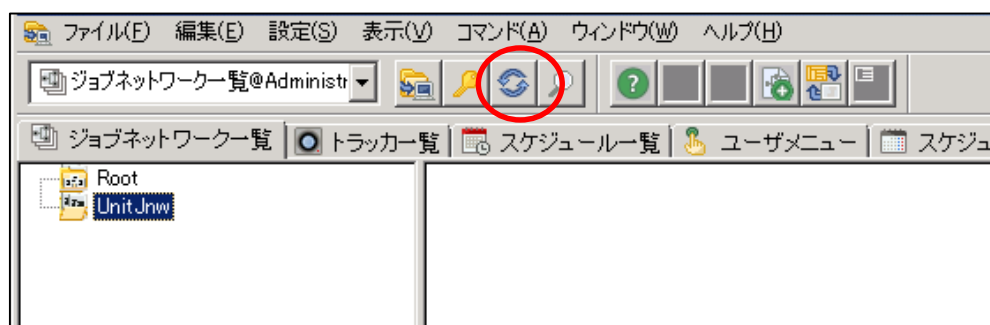 ファイル(F) 編集(E) 設定(S) 表示(V) コマンド(A) ウィンドウ(W) ヘルプ(H)
ジョブネットワーク一覧@Administr
ジョブネットワーク一覧 トラッカ一覧 スケジュール一覧 ユーザメニュー スケジュ
Root
UnitJnw